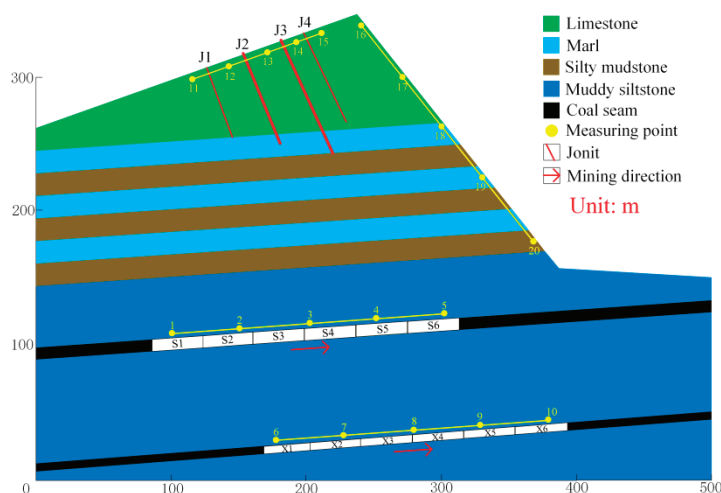 Limestone
Marl
Silty mudstone
Muddy siltstone
Coal seam
Measuring point
Jonit
Mining direction
Unit: m
J1 J2 J3 J4
11 12 13 14 15 16
17
18
19
20
300
200
100
0
1 2 3 4 5
S1 S2 S3 S4 S5 S6
6 7 8 9 10
X1 X2 X3 X4 X5 X6
0 100 200 300 400 500